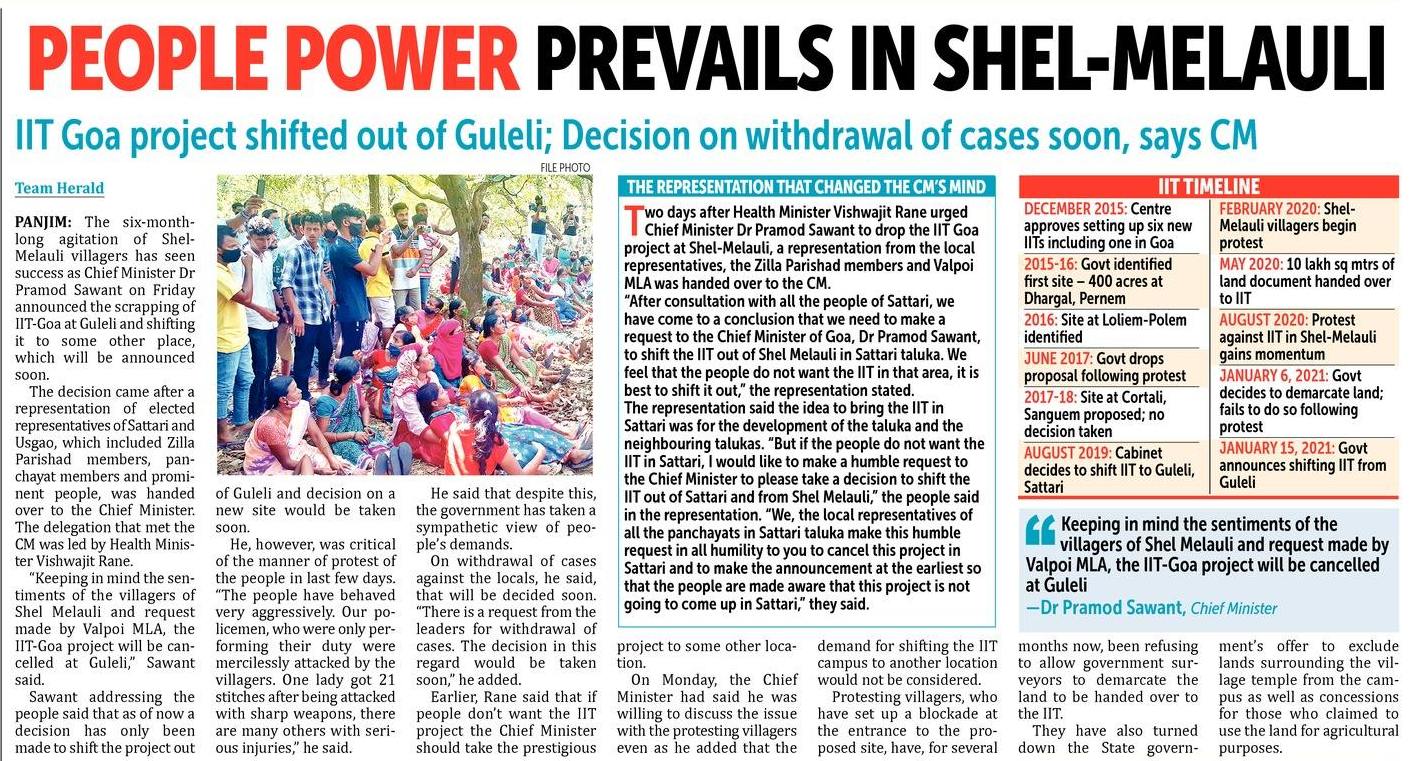 PEOPLE POWER PREVAILS IN SHEL-MELAULI
IIT Goa project shifted out of Guleli; Decision on withdrawal of cases soon, says CM
FILE PHOTO
Team Herald
PANJIM: The six-month-
long agitation of Shel-
Melauli villagers has seen
success as Chief Minister Dr
Pramod Sawant on Friday
announced the scrapping of
IIT-Goa at Guleli and shifting
it to some other place,
which will be announced
soon.
The decision came after a
representation of elected
representatives of Sattari and
Usgao, which included Zilla
Parishad members, pan-
chayat members and promi-
nent people, was handed
over to the Chief Minister.
The delegation that met the
CM was led by Health Minis-
ter Vishwajit Rane.
“Keeping in mind the sen-
timents of the villagers of
Shel Melauli and request
made by Valpoi MLA, the
IIT-Goa project will be can-
celled at Guleli,” Sawant
said.
Sawant addressing the
people said that as of now a
decision has only been
made to shift the project out
of Guleli and decision on a
new site would be taken
soon.
He, however, was critical
of the manner of protest of
the people in last few days.
“The people have behaved
very aggressively. Our po-
licemen, who were only per-
forming their duty were
mercilessly attacked by the
villagers. One lady got 21
stitches after being attacked
with sharp weapons, there
are many others with seri-
ous injuries,” he said.
He said that despite this,
the government has taken a
sympathetic view of peo-
ple’s demands.
On withdrawal of cases
against the locals, he said,
that will be decided soon.
“There is a request from the
leaders for withdrawal of
cases. The decision in this
regard would be taken
soon,” he added.
Earlier, Rane said that if
people don’t want the IIT
project the Chief Minister
should take the prestigious
project to some other loca-
tion.
On Monday, the Chief
Minister had said he was
willing to discuss the issue
with the protesting villagers
even as he added that the
demand for shifting the IIT
campus to another location
would not be considered.
Protesting villagers, who
have set up a blockade at
the entrance to the pro-
posed site, have, for several
months now, been refusing
to allow government sur-
veyors to demarcate the
land to be handed over to
the IIT.
They have also turned
down the State govern-
ment’s offer to exclude
lands surrounding the vil-
lage temple from the cam-
pus as well as concessions
for those who claimed to
use the land for agricultural
purposes.
THE REPRESENTATION THAT CHANGED THE CM’S MIND
Two days after Health Minister Vishwajit Rane urged
Chief Minister Dr Pramod Sawant to drop the IIT Goa
project at Shel-Melauli, a representation from the local
representatives, the Zilla Parishad members and Valpoi
MLA was handed over to the CM.
“After consultation with all the people of Sattari, we
have come to a conclusion that we need to make a
request to the Chief Minister of Goa, Dr Pramod Sawant,
to shift the IIT out of Shel Melauli in Sattari taluka. We
feel that the people do not want the IIT in that area, it is
best to shift it out,” the representation stated.
The representation said the idea to bring the IIT in
Sattari was for the development of the taluka and the
neighbouring talukas. “But if the people do not want the
IIT in Sattari, I would like to make a humble request to
the Chief Minister to please take a decision to shift the
IIT out of Sattari and from Shel Melauli,” the people said
in the representation. “We, the local representatives of
all the panchayats in Sattari taluka make this humble
request in all humility to you to cancel this project in
Sattari and to make the announcement at the earliest so
that the people are made aware that this project is not
going to come up in Sattari,” they said.
IIT TIMELINE
DECEMBER 2015: Centre
approves setting up six new
IITs including one in Goa
2015-16: Govt identified
first site – 400 acres at
Dhargal, Pernem
2016: Site at Loliem-Polem
identified
JUNE 2017: Govt drops
proposal following protest
2017-18: Site at Cortali,
Sanguem proposed; no
decision taken
AUGUST 2019: Cabinet
decides to shift IIT to Guleli,
Sattari
FEBRUARY 2020: Shel-
Melauli villagers begin
protest
MAY 2020: 10 lakh sq mtrs of
land document handed over
to IIT
AUGUST 2020: Protest
against IIT in Shel-Melauli
gains momentum
JANUARY 6, 2021: Govt
decides to demarcate land;
fails to do so following
protest
JANUARY 15, 2021: Govt
announces shifting IIT from
Guleli
“Keeping in mind the sentiments of the
villagers of Shel Melauli and request made by
Valpoi MLA, the IIT-Goa project will be cancelled
at Guleli
—Dr Pramod Sawant, Chief Minister